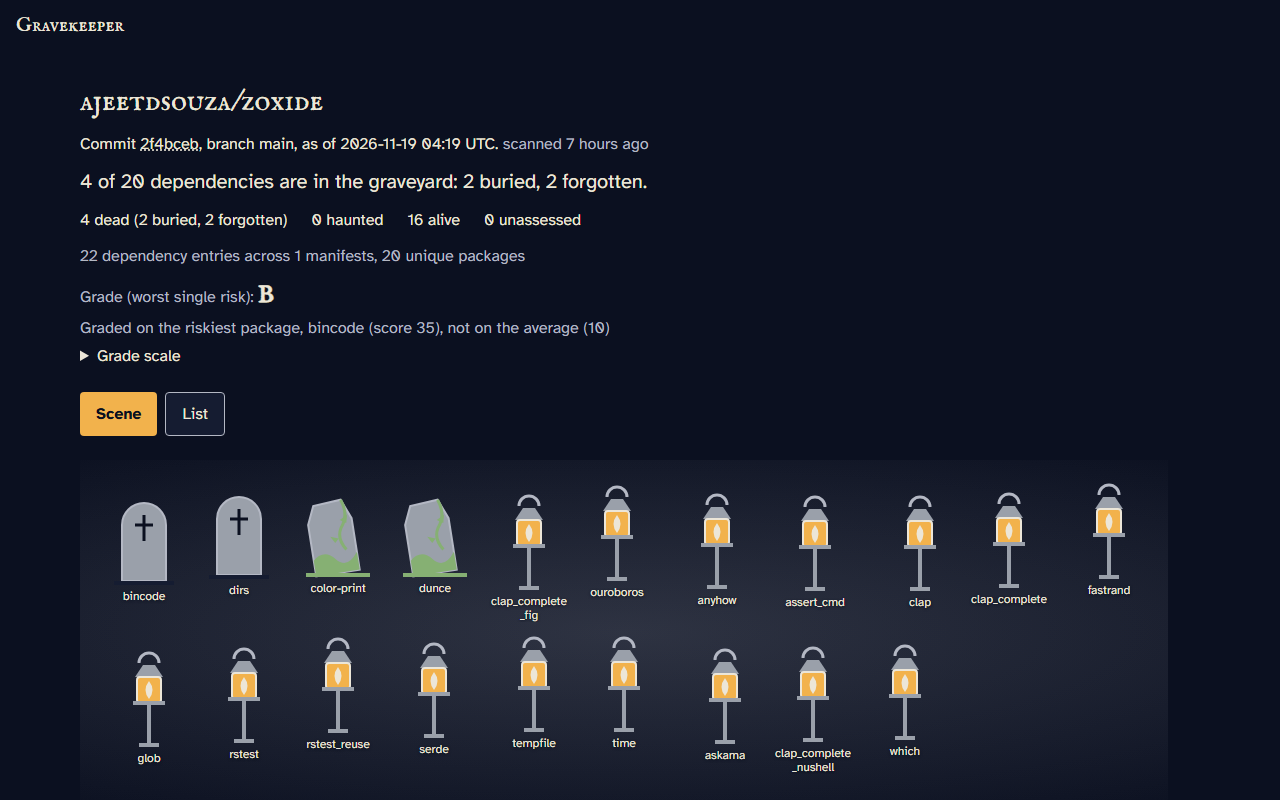 Gravekeeper
ajeetdsouza/zoxide
Commit 2f4bceb, branch main, as of 2026-11-19 04:19 UTC. scanned 7 hours ago
4 of 20 dependencies are in the graveyard: 2 buried, 2 forgotten.
4 dead (2 buried, 2 forgotten) 0 haunted 16 alive 0 unassessed
22 dependency entries across 1 manifests, 20 unique packages
Grade (worst single risk): B
Graded on the riskiest package, bincode (score 35), not on the average (10)
Grade scale
Scene List
bincode dirs color-print dunce clap_complete_fig ouroboros anyhow assert_cmd clap clap_complete fastrand
glob rstest rstest_reuse serde tempfile time askama clap_complete_nushell which